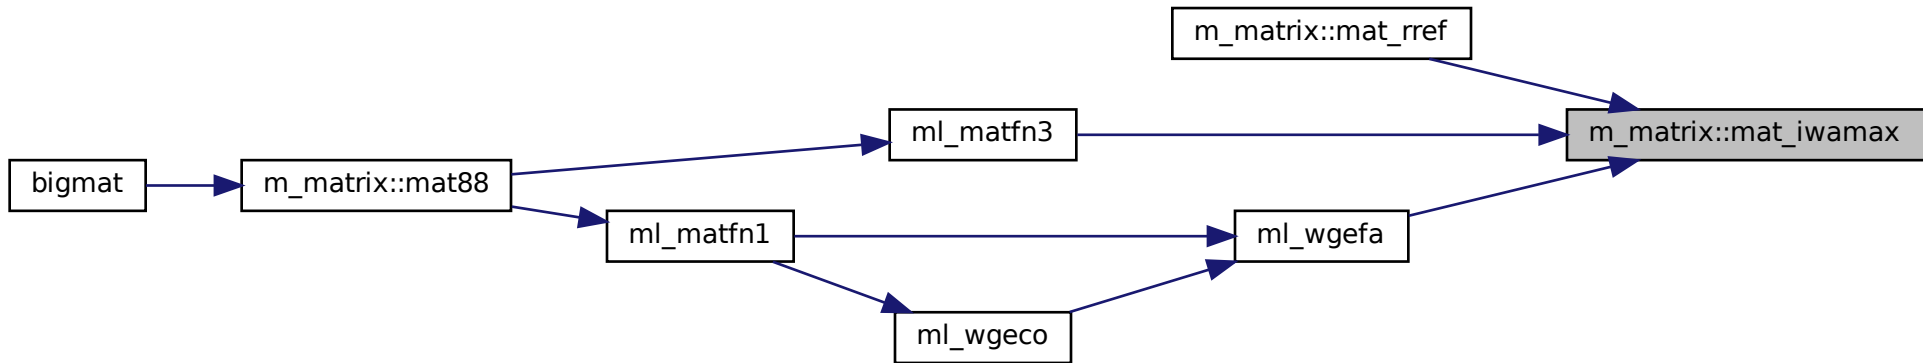 m_matrix::mat_rref
ml_matfn3
m_matrix::mat_iwamax
bigmat
m_matrix::mat88
ml_matfn1
ml_wgefa
ml_wgeco